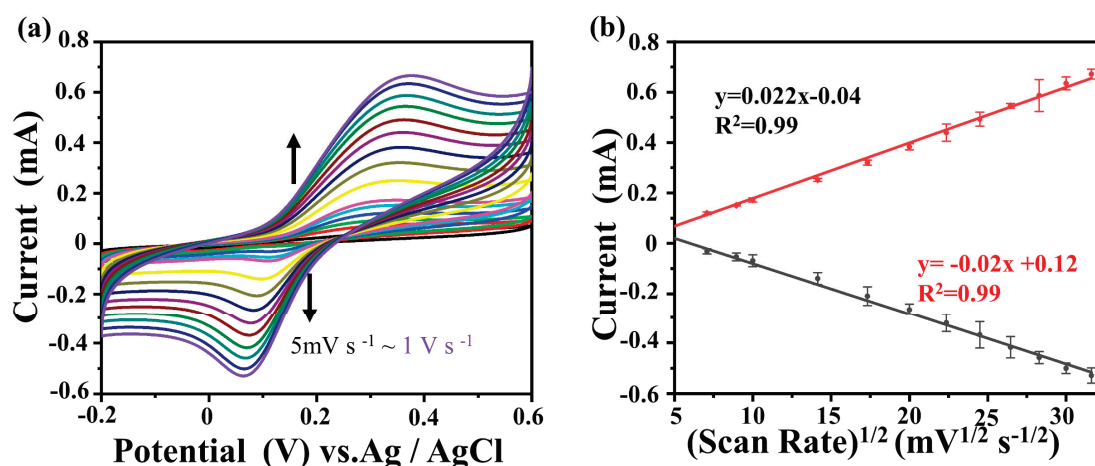 (a)
0.8
0.6
0.4
0.2
0
-0.2
-0.4
-0.6
Current (mA)
5mV s -1 ~ 1 V s -1
-0.2 0 0.2 0.4 0.6
Potential (V) vs.Ag / AgCl
(b)
0.8
0.6
0.4
0.2
0
-0.2
-0.4
-0.6
Current (mA)
y=0.022x-0.04
R2=0.99
y= -0.02x +0.12
R2=0.99
5 10 15 20 25 30
(Scan Rate)1/2 (mV1/2 s-1/2)